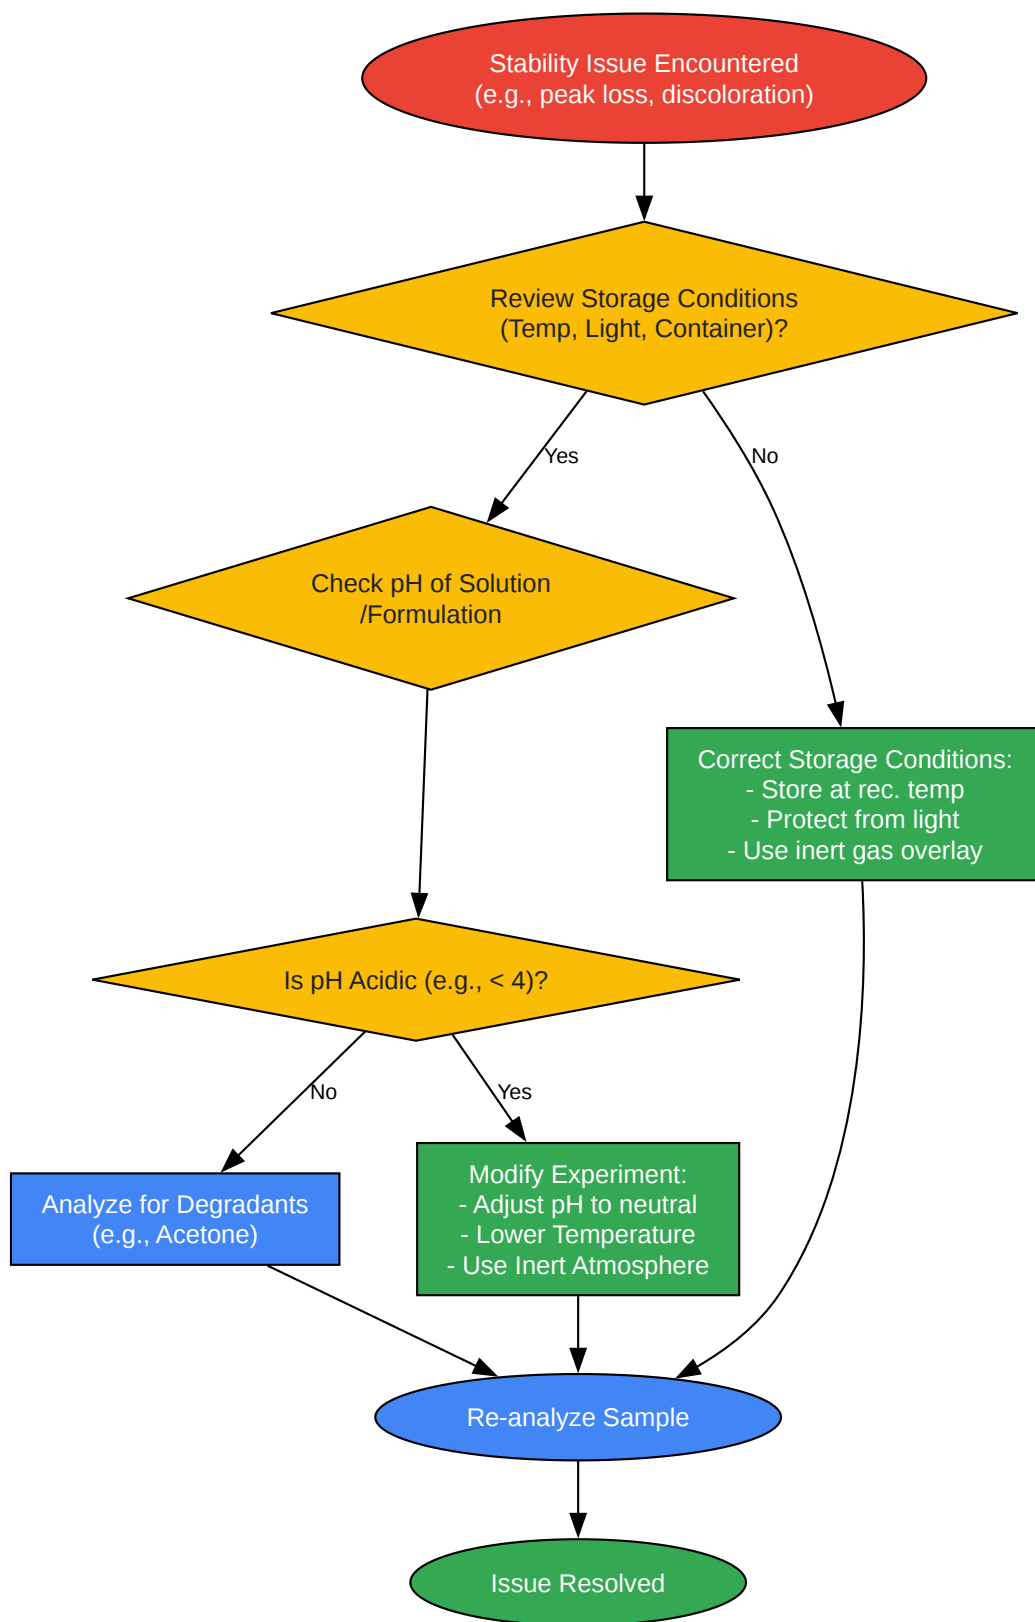 Stability Issue Encountered
(e.g., peak loss, discoloration)
Review Storage Conditions
(Temp, Light, Container)?
Yes
No
Check pH of Solution
/Formulation
Correct Storage Conditions:
- Store at rec. temp
- Protect from light
- Use inert gas overlay
Is pH Acidic (e.g., < 4)?
No
Yes
Analyze for Degradants
(e.g., Acetone)
Modify Experiment:
- Adjust pH to neutral
- Lower Temperature
- Use Inert Atmosphere
Re-analyze Sample
Issue Resolved